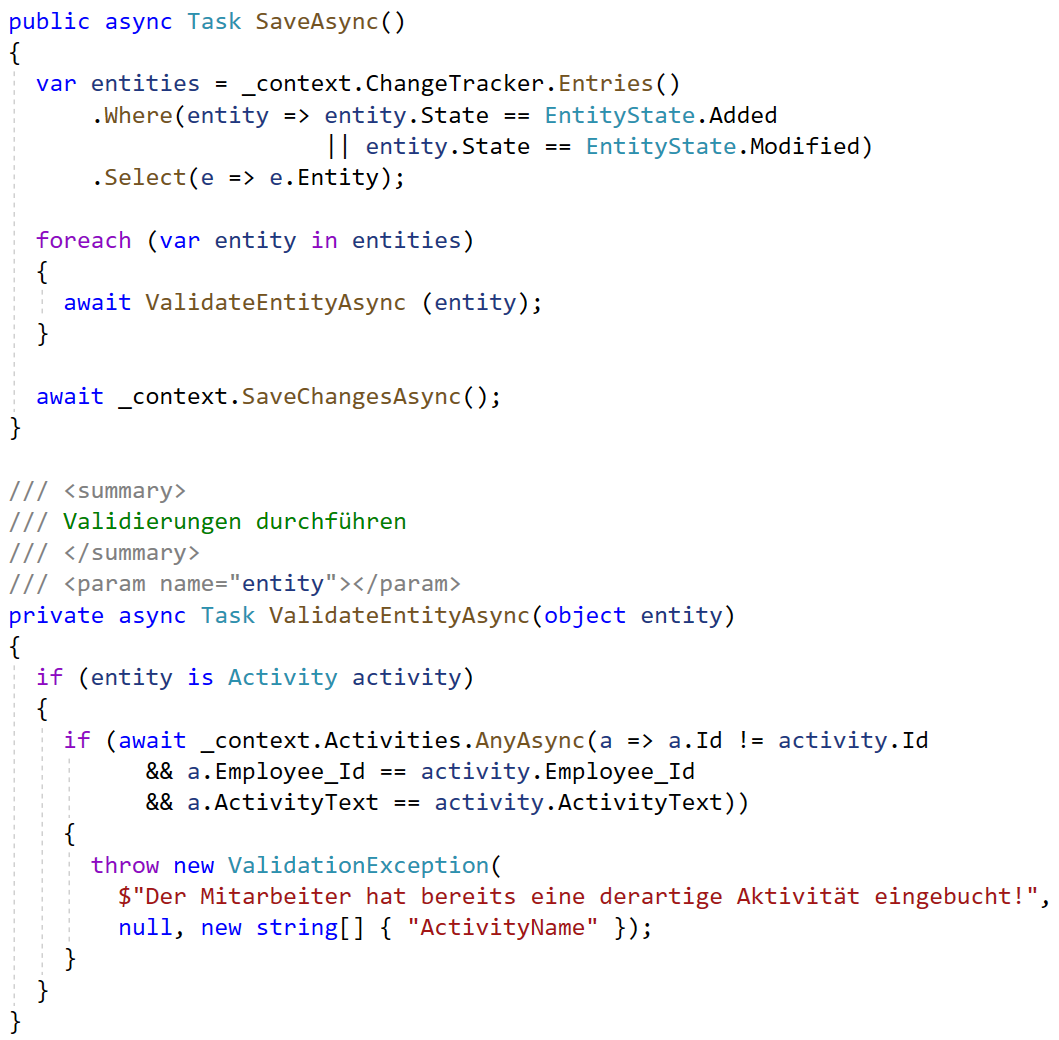 public async Task SaveAsync()
{
  var entities = _context.ChangeTracker.Entries()
      .Where(entity => entity.State == EntityState.Added
                       || entity.State == EntityState.Modified)
      .Select(e => e.Entity);

  foreach (var entity in entities)
  {
    await ValidateEntityAsync (entity);
  }

  await _context.SaveChangesAsync();
}

/// <summary>
/// Validierungen durchführen
/// </summary>
/// <param name="entity"></param>
private async Task ValidateEntityAsync(object entity)
{
  if (entity is Activity activity)
  {
    if (await _context.Activities.AnyAsync(a => a.Id != activity.Id
          && a.Employee_Id == activity.Employee_Id
          && a.ActivityText == activity.ActivityText))
    {
      throw new ValidationException(
        $"Der Mitarbeiter hat bereits eine derartige Aktivität eingebucht!",
        null, new string[] { "ActivityName" });
    }
  }
}